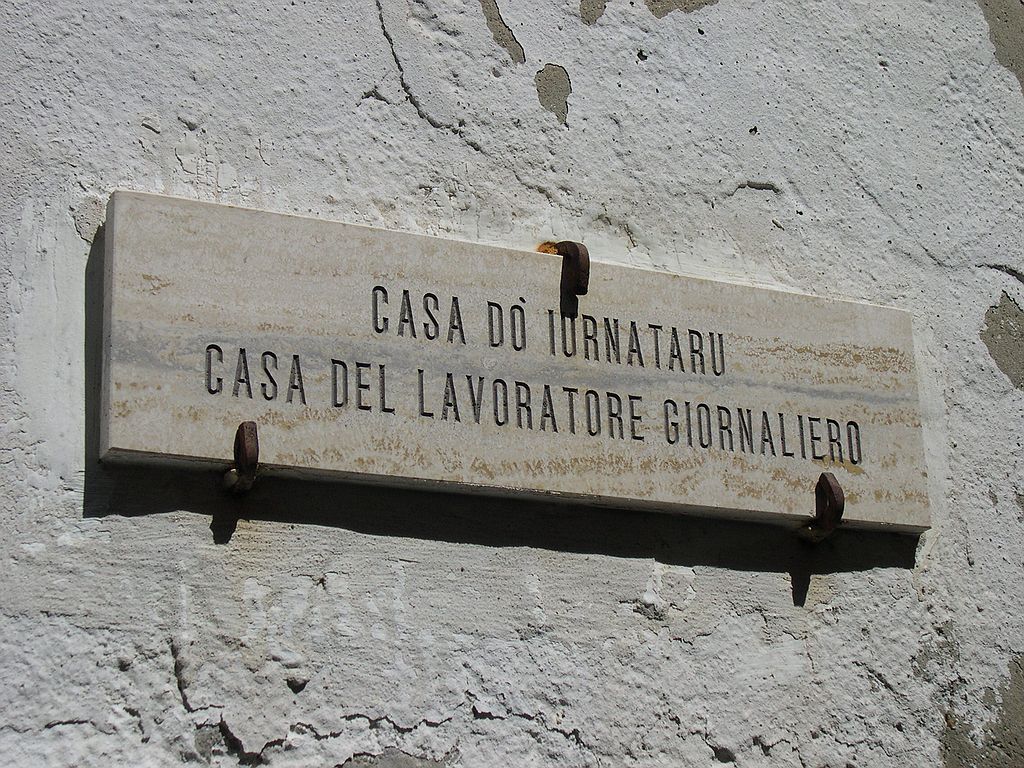 CASA DÒ IURNATARU
CASA DEL LAVORATORE GIORNALIERO